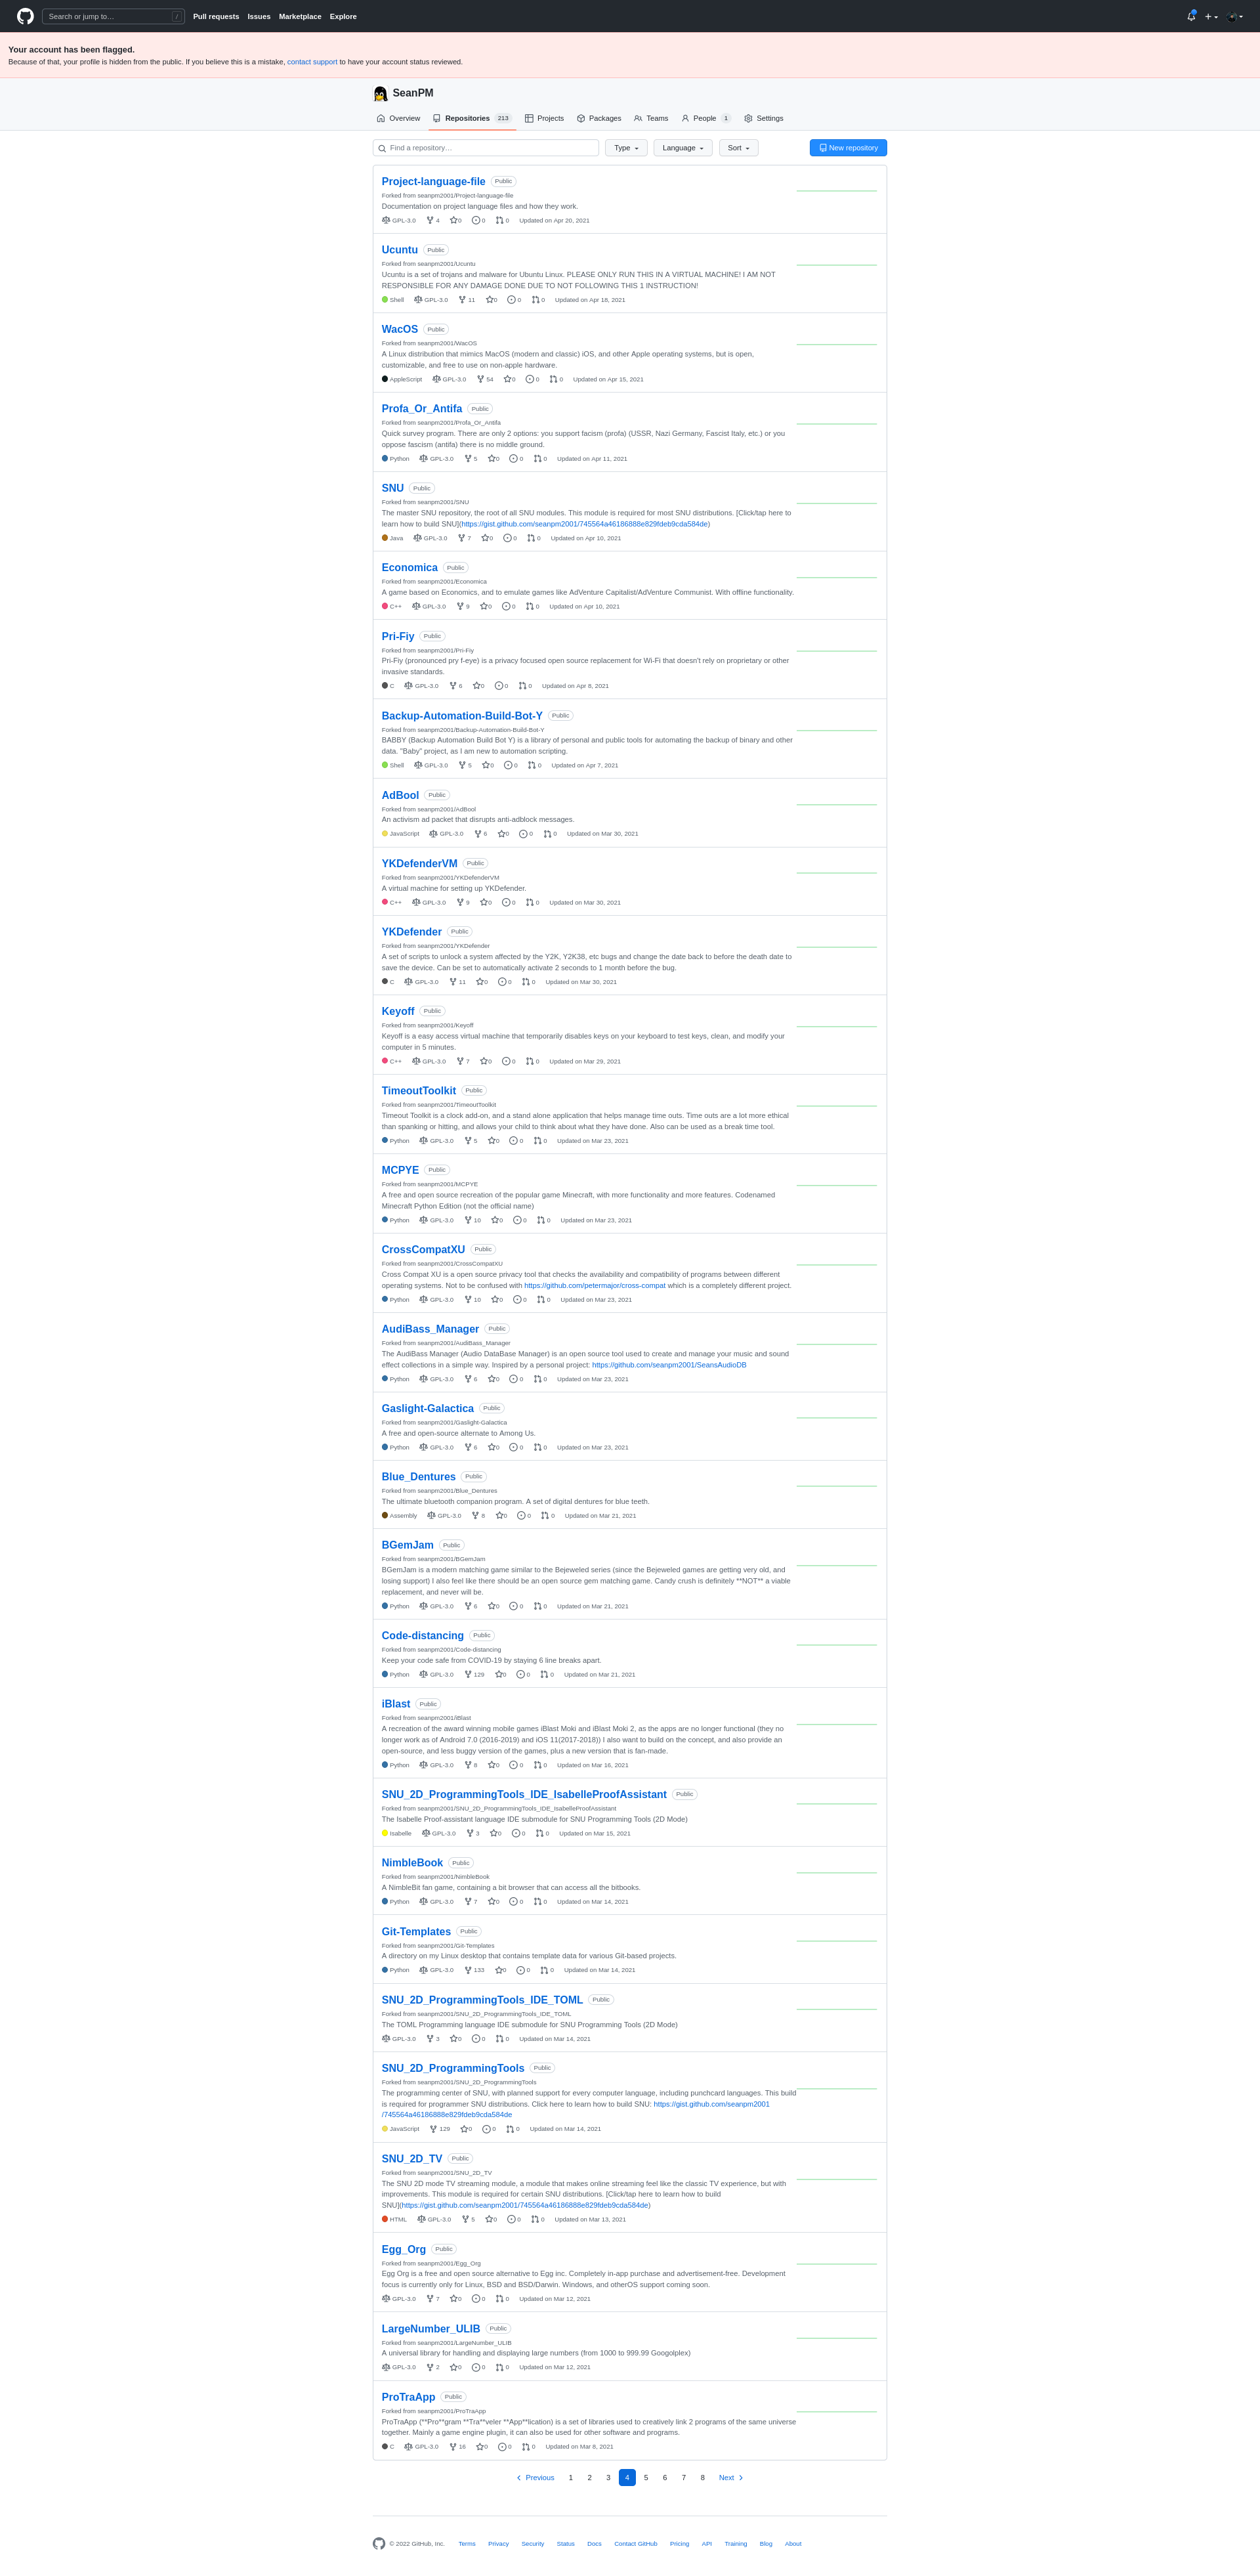 Search or jump to… /
Pull requests Issues Marketplace Explore
Your account has been flagged.
Because of that, your profile is hidden from the public. If you believe this is a mistake, contact support to have your account status reviewed.
SeanPM
Overview Repositories 213 Projects Packages Teams People 1 Settings
Find a repository… Type Language Sort New repository
Project-language-file Public
Forked from seanpm2001/Project-language-file
Documentation on project language files and how they work.
GPL-3.0 4 0 0 0 Updated on Apr 20, 2021
Ucuntu Public
Forked from seanpm2001/Ucuntu
Ucuntu is a set of trojans and malware for Ubuntu Linux. PLEASE ONLY RUN THIS IN A VIRTUAL MACHINE! I AM NOT
RESPONSIBLE FOR ANY DAMAGE DONE DUE TO NOT FOLLOWING THIS 1 INSTRUCTION!
Shell GPL-3.0 11 0 0 0 Updated on Apr 18, 2021
WacOS Public
Forked from seanpm2001/WacOS
A Linux distribution that mimics MacOS (modern and classic) iOS, and other Apple operating systems, but is open,
customizable, and free to use on non-apple hardware.
AppleScript GPL-3.0 54 0 0 0 Updated on Apr 15, 2021
Profa_Or_Antifa Public
Forked from seanpm2001/Profa_Or_Antifa
Quick survey program. There are only 2 options: you support facism (profa) (USSR, Nazi Germany, Fascist Italy, etc.) or you
oppose fascism (antifa) there is no middle ground.
Python GPL-3.0 5 0 0 0 Updated on Apr 11, 2021
SNU Public
Forked from seanpm2001/SNU
The master SNU repository, the root of all SNU modules. This module is required for most SNU distributions. [Click/tap here to
learn how to build SNU](https://gist.github.com/seanpm2001/745564a46186888e829fdeb9cda584de)
Java GPL-3.0 7 0 0 0 Updated on Apr 10, 2021
Economica Public
Forked from seanpm2001/Economica
A game based on Economics, and to emulate games like AdVenture Capitalist/AdVenture Communist. With offline functionality.
C++ GPL-3.0 9 0 0 0 Updated on Apr 10, 2021
Pri-Fiy Public
Forked from seanpm2001/Pri-Fiy
Pri-Fiy (pronounced pry f-eye) is a privacy focused open source replacement for Wi-Fi that doesn't rely on proprietary or other
invasive standards.
C GPL-3.0 6 0 0 0 Updated on Apr 8, 2021
Backup-Automation-Build-Bot-Y Public
Forked from seanpm2001/Backup-Automation-Build-Bot-Y
BABBY (Backup Automation Build Bot Y) is a library of personal and public tools for automating the backup of binary and other
data. "Baby" project, as I am new to automation scripting.
Shell GPL-3.0 5 0 0 0 Updated on Apr 7, 2021
AdBool Public
Forked from seanpm2001/AdBool
An activism ad packet that disrupts anti-adblock messages.
JavaScript GPL-3.0 6 0 0 0 Updated on Mar 30, 2021
YKDefenderVM Public
Forked from seanpm2001/YKDefenderVM
A virtual machine for setting up YKDefender.
C++ GPL-3.0 9 0 0 0 Updated on Mar 30, 2021
YKDefender Public
Forked from seanpm2001/YKDefender
A set of scripts to unlock a system affected by the Y2K, Y2K38, etc bugs and change the date back to before the death date to
save the device. Can be set to automatically activate 2 seconds to 1 month before the bug.
C GPL-3.0 11 0 0 0 Updated on Mar 30, 2021
Keyoff Public
Forked from seanpm2001/Keyoff
Keyoff is a easy access virtual machine that temporarily disables keys on your keyboard to test keys, clean, and modify your
computer in 5 minutes.
C++ GPL-3.0 7 0 0 0 Updated on Mar 29, 2021
TimeoutToolkit Public
Forked from seanpm2001/TimeoutToolkit
Timeout Toolkit is a clock add-on, and a stand alone application that helps manage time outs. Time outs are a lot more ethical
than spanking or hitting, and allows your child to think about what they have done. Also can be used as a break time tool.
Python GPL-3.0 5 0 0 0 Updated on Mar 23, 2021
MCPYE Public
Forked from seanpm2001/MCPYE
A free and open source recreation of the popular game Minecraft, with more functionality and more features. Codenamed
Minecraft Python Edition (not the official name)
Python GPL-3.0 10 0 0 0 Updated on Mar 23, 2021
CrossCompatXU Public
Forked from seanpm2001/CrossCompatXU
Cross Compat XU is a open source privacy tool that checks the availability and compatibility of programs between different
operating systems. Not to be confused with https://github.com/petermajor/cross-compat which is a completely different project.
Python GPL-3.0 10 0 0 0 Updated on Mar 23, 2021
AudiBass_Manager Public
Forked from seanpm2001/AudiBass_Manager
The AudiBass Manager (Audio DataBase Manager) is an open source tool used to create and manage your music and sound
effect collections in a simple way. Inspired by a personal project: https://github.com/seanpm2001/SeansAudioDB
Python GPL-3.0 6 0 0 0 Updated on Mar 23, 2021
Gaslight-Galactica Public
Forked from seanpm2001/Gaslight-Galactica
A free and open-source alternate to Among Us.
Python GPL-3.0 6 0 0 0 Updated on Mar 23, 2021
Blue_Dentures Public
Forked from seanpm2001/Blue_Dentures
The ultimate bluetooth companion program. A set of digital dentures for blue teeth.
Assembly GPL-3.0 8 0 0 0 Updated on Mar 21, 2021
BGemJam Public
Forked from seanpm2001/BGemJam
BGemJam is a modern matching game similar to the Bejeweled series (since the Bejeweled games are getting very old, and
losing support) I also feel like there should be an open source gem matching game. Candy crush is definitely **NOT** a viable
replacement, and never will be.
Python GPL-3.0 6 0 0 0 Updated on Mar 21, 2021
Code-distancing Public
Forked from seanpm2001/Code-distancing
Keep your code safe from COVID-19 by staying 6 line breaks apart.
Python GPL-3.0 129 0 0 0 Updated on Mar 21, 2021
iBlast Public
Forked from seanpm2001/iBlast
A recreation of the award winning mobile games iBlast Moki and iBlast Moki 2, as the apps are no longer functional (they no
longer work as of Android 7.0 (2016-2019) and iOS 11(2017-2018)) I also want to build on the concept, and also provide an
open-source, and less buggy version of the games, plus a new version that is fan-made.
Python GPL-3.0 8 0 0 0 Updated on Mar 16, 2021
SNU_2D_ProgrammingTools_IDE_IsabelleProofAssistant Public
Forked from seanpm2001/SNU_2D_ProgrammingTools_IDE_IsabelleProofAssistant
The Isabelle Proof-assistant language IDE submodule for SNU Programming Tools (2D Mode)
Isabelle GPL-3.0 3 0 0 0 Updated on Mar 15, 2021
NimbleBook Public
Forked from seanpm2001/NimbleBook
A NimbleBit fan game, containing a bit browser that can access all the bitbooks.
Python GPL-3.0 7 0 0 0 Updated on Mar 14, 2021
Git-Templates Public
Forked from seanpm2001/Git-Templates
A directory on my Linux desktop that contains template data for various Git-based projects.
Python GPL-3.0 133 0 0 0 Updated on Mar 14, 2021
SNU_2D_ProgrammingTools_IDE_TOML Public
Forked from seanpm2001/SNU_2D_ProgrammingTools_IDE_TOML
The TOML Programming language IDE submodule for SNU Programming Tools (2D Mode)
GPL-3.0 3 0 0 0 Updated on Mar 14, 2021
SNU_2D_ProgrammingTools Public
Forked from seanpm2001/SNU_2D_ProgrammingTools
The programming center of SNU, with planned support for every computer language, including punchcard languages. This build
is required for programmer SNU distributions. Click here to learn how to build SNU: https://gist.github.com/seanpm2001
/745564a46186888e829fdeb9cda584de
JavaScript 129 0 0 0 Updated on Mar 14, 2021
SNU_2D_TV Public
Forked from seanpm2001/SNU_2D_TV
The SNU 2D mode TV streaming module, a module that makes online streaming feel like the classic TV experience, but with
improvements. This module is required for certain SNU distributions. [Click/tap here to learn how to build
SNU](https://gist.github.com/seanpm2001/745564a46186888e829fdeb9cda584de)
HTML GPL-3.0 5 0 0 0 Updated on Mar 13, 2021
Egg_Org Public
Forked from seanpm2001/Egg_Org
Egg Org is a free and open source alternative to Egg inc. Completely in-app purchase and advertisement-free. Development
focus is currently only for Linux, BSD and BSD/Darwin. Windows, and otherOS support coming soon.
GPL-3.0 7 0 0 0 Updated on Mar 12, 2021
LargeNumber_ULIB Public
Forked from seanpm2001/LargeNumber_ULIB
A universal library for handling and displaying large numbers (from 1000 to 999.99 Googolplex)
GPL-3.0 2 0 0 0 Updated on Mar 12, 2021
ProTraApp Public
Forked from seanpm2001/ProTraApp
ProTraApp (**Pro**gram **Tra**veler **App**lication) is a set of libraries used to creatively link 2 programs of the same universe
together. Mainly a game engine plugin, it can also be used for other software and programs.
C GPL-3.0 16 0 0 0 Updated on Mar 8, 2021
Previous 1 2 3 4 5 6 7 8 Next
© 2022 GitHub, Inc. Terms Privacy Security Status Docs Contact GitHub Pricing API Training Blog About